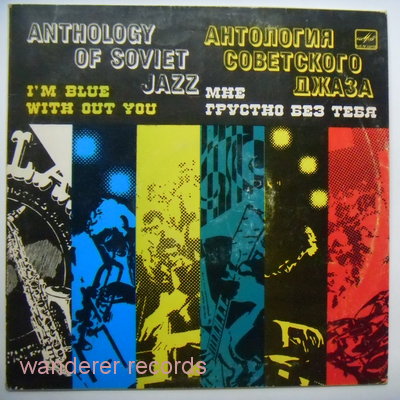 ANTHOLOGY
OF SOVIET
JAZZ
I'M BLUE
WITH OUT YOU
АНТОЛОГИЯ
СОВЕТСКОГО
ДЖАЗА
МНЕ
ГРУСТНО БЕЗ ТЕБЯ
wanderer records